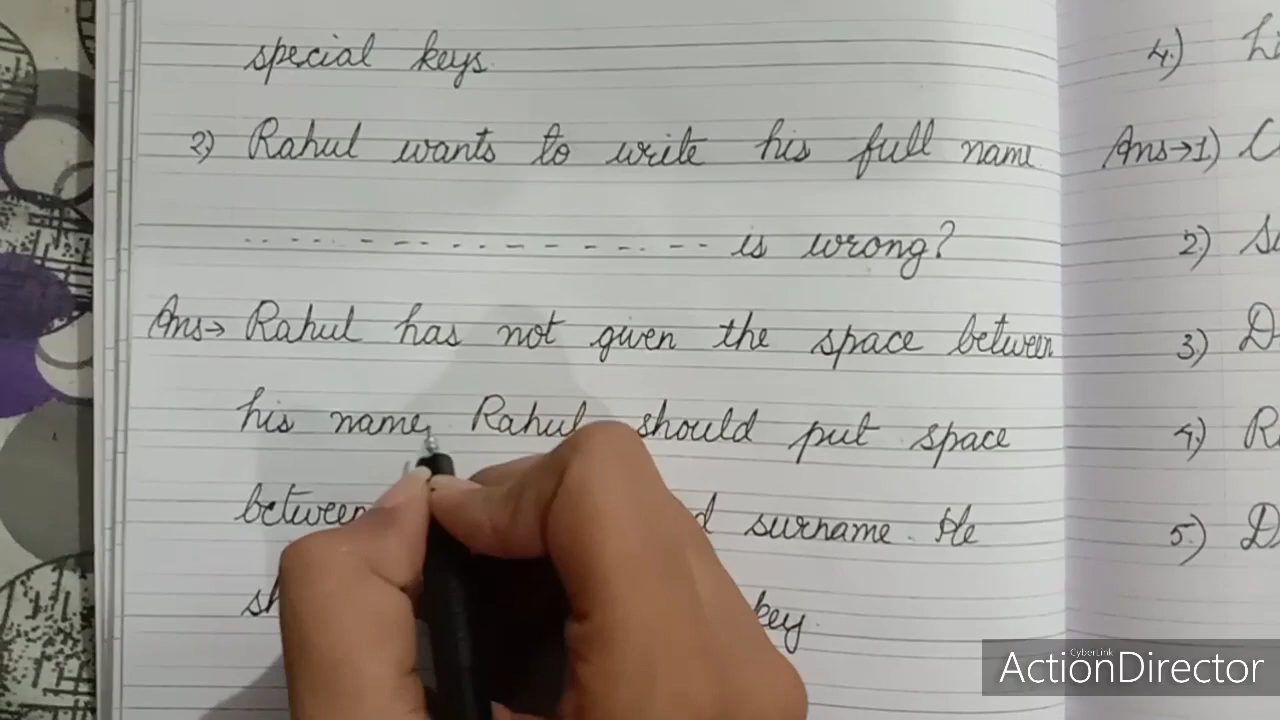 special keys.
2) Rahul wants to write his full name
................... is wrong?
Ans→ Rahul has not given the space between
his name, Rahul should put space
between surname. He
key.
4.)
Ans→1)
2.)
3.)
4.)
5.)
CyberLink
ActionDirector